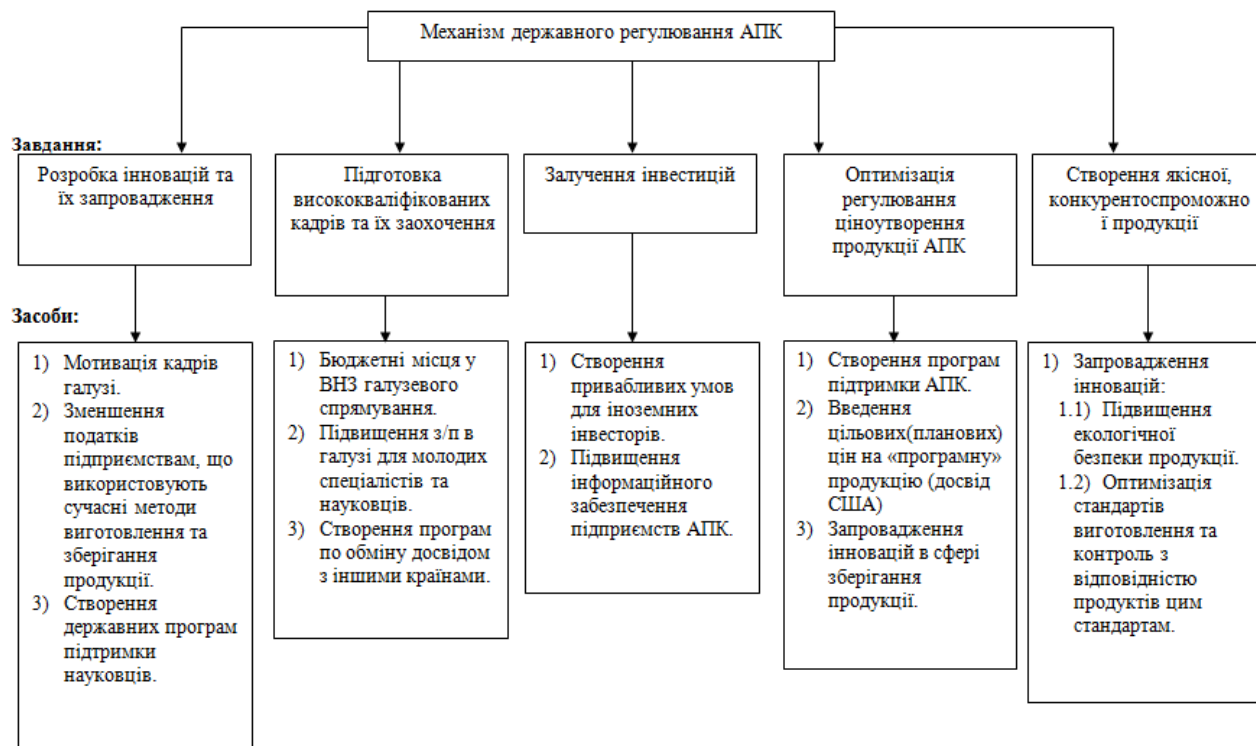 Механізм державного регулювання АПК
Завдання:
Розробка інновацій та
їх запровадження
Підготовка
висококваліфікованих
кадрів та їх заохочення
Залучення інвестицій
Оптимізація
регулювання
ціноутворення
продукції АПК
Створення якісної,
конкурентоспроможно
ї продукції
Засоби:
1) Мотивація кадрів
галузі.
2) Зменшення
податків
підприємствам, що
використовують
сучасні методи
виготовлення та
зберігання
продукції.
3) Створення
державних програм
підтримки
науковців.
1) Бюджетні місця у
ВНЗ галузевого
спрямування.
2) Підвищення з/п в
галузі для молодих
спеціалістів та
науковців.
3) Створення програм
по обміну досвідом
з іншими країнами.
1) Створення
привабливих умов
для іноземних
інвесторів.
2) Підвищення
інформаційного
забезпечення
підприємств АПК.
1) Створення програм
підтримки АПК.
2) Введення
цільових(планових)
цін на «програмну»
продукцію (досвід
США)
3) Запровадження
інновацій в сфері
зберігання
продукції.
1) Запровадження
інновацій:
1.1) Підвищення
екологічної
безпеки продукції.
1.2) Оптимізація
стандартів
виготовлення та
контроль з
відповідністю
продуктів цим
стандартам.